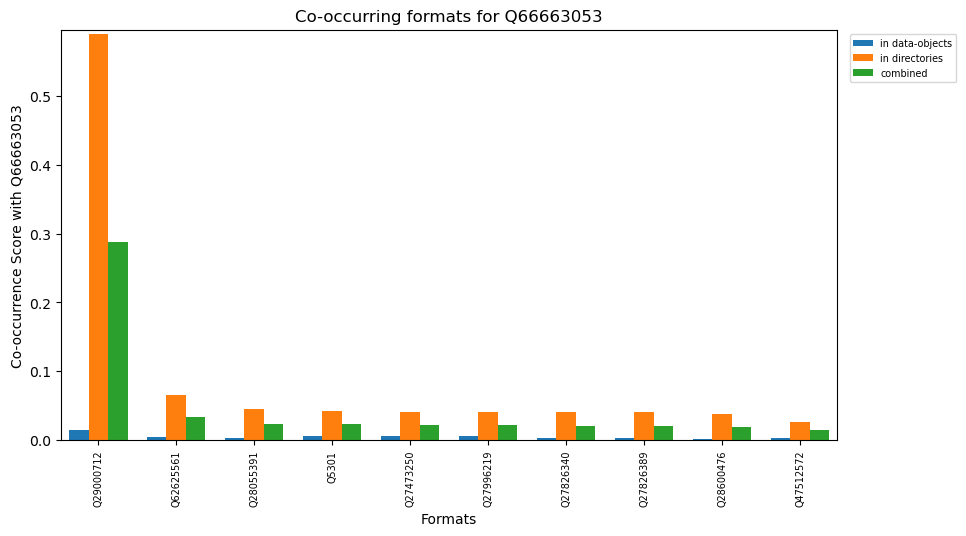 Co-occurring formats for Q66663053
in data-objects
in directories
combined
Co-occurrence Score with Q66663053
0.5
0.4
0.3
0.2
0.1
0.0
Q29000712
Q62625561
Q28055391
Q5301
Q27473250
Q27996219
Q27826340
Q27826389
Q28600476
Q47512572
Formats